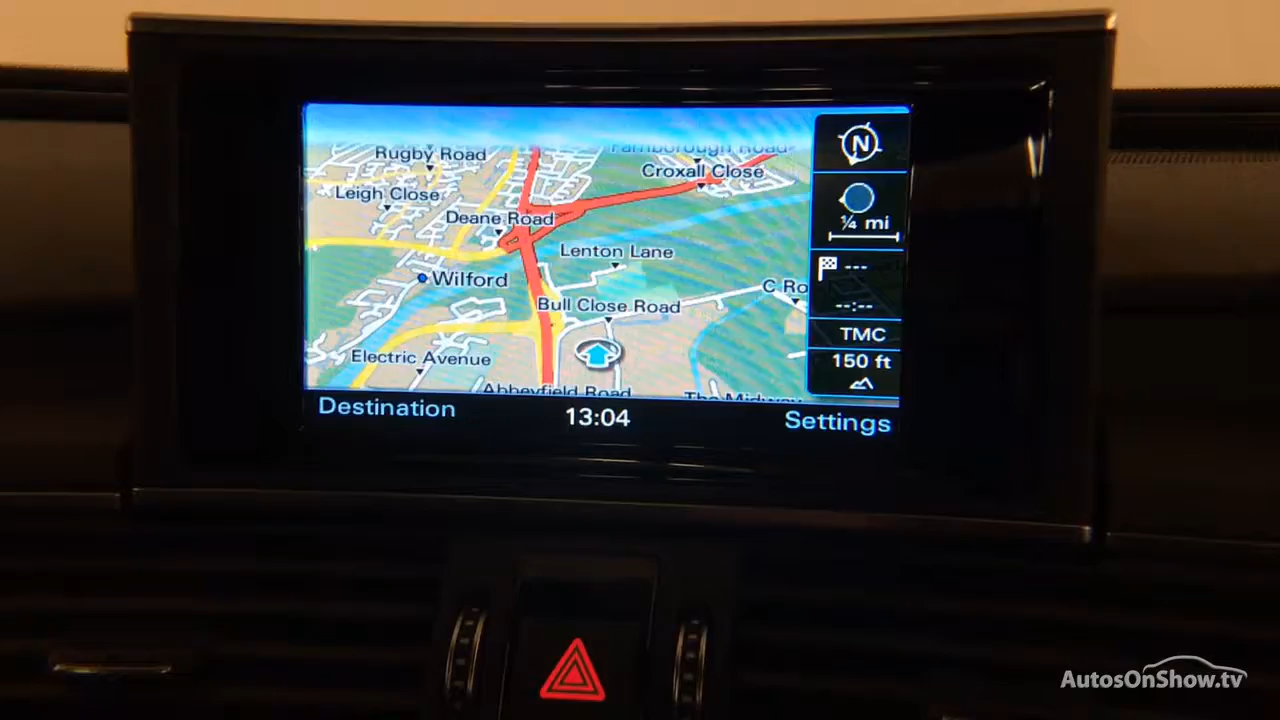 Farnborough Road
Rugby Road
Croxall Close
Leigh Close
Deane Road
Lenton Lane
Wilford
C Ro
Bull Close Road
Electric Avenue
Abbeyfield Road
The Midway
N
¼ mi
---
--:--
TMC
150 ft
Destination
13:04
Settings
AutosOnShow.tv